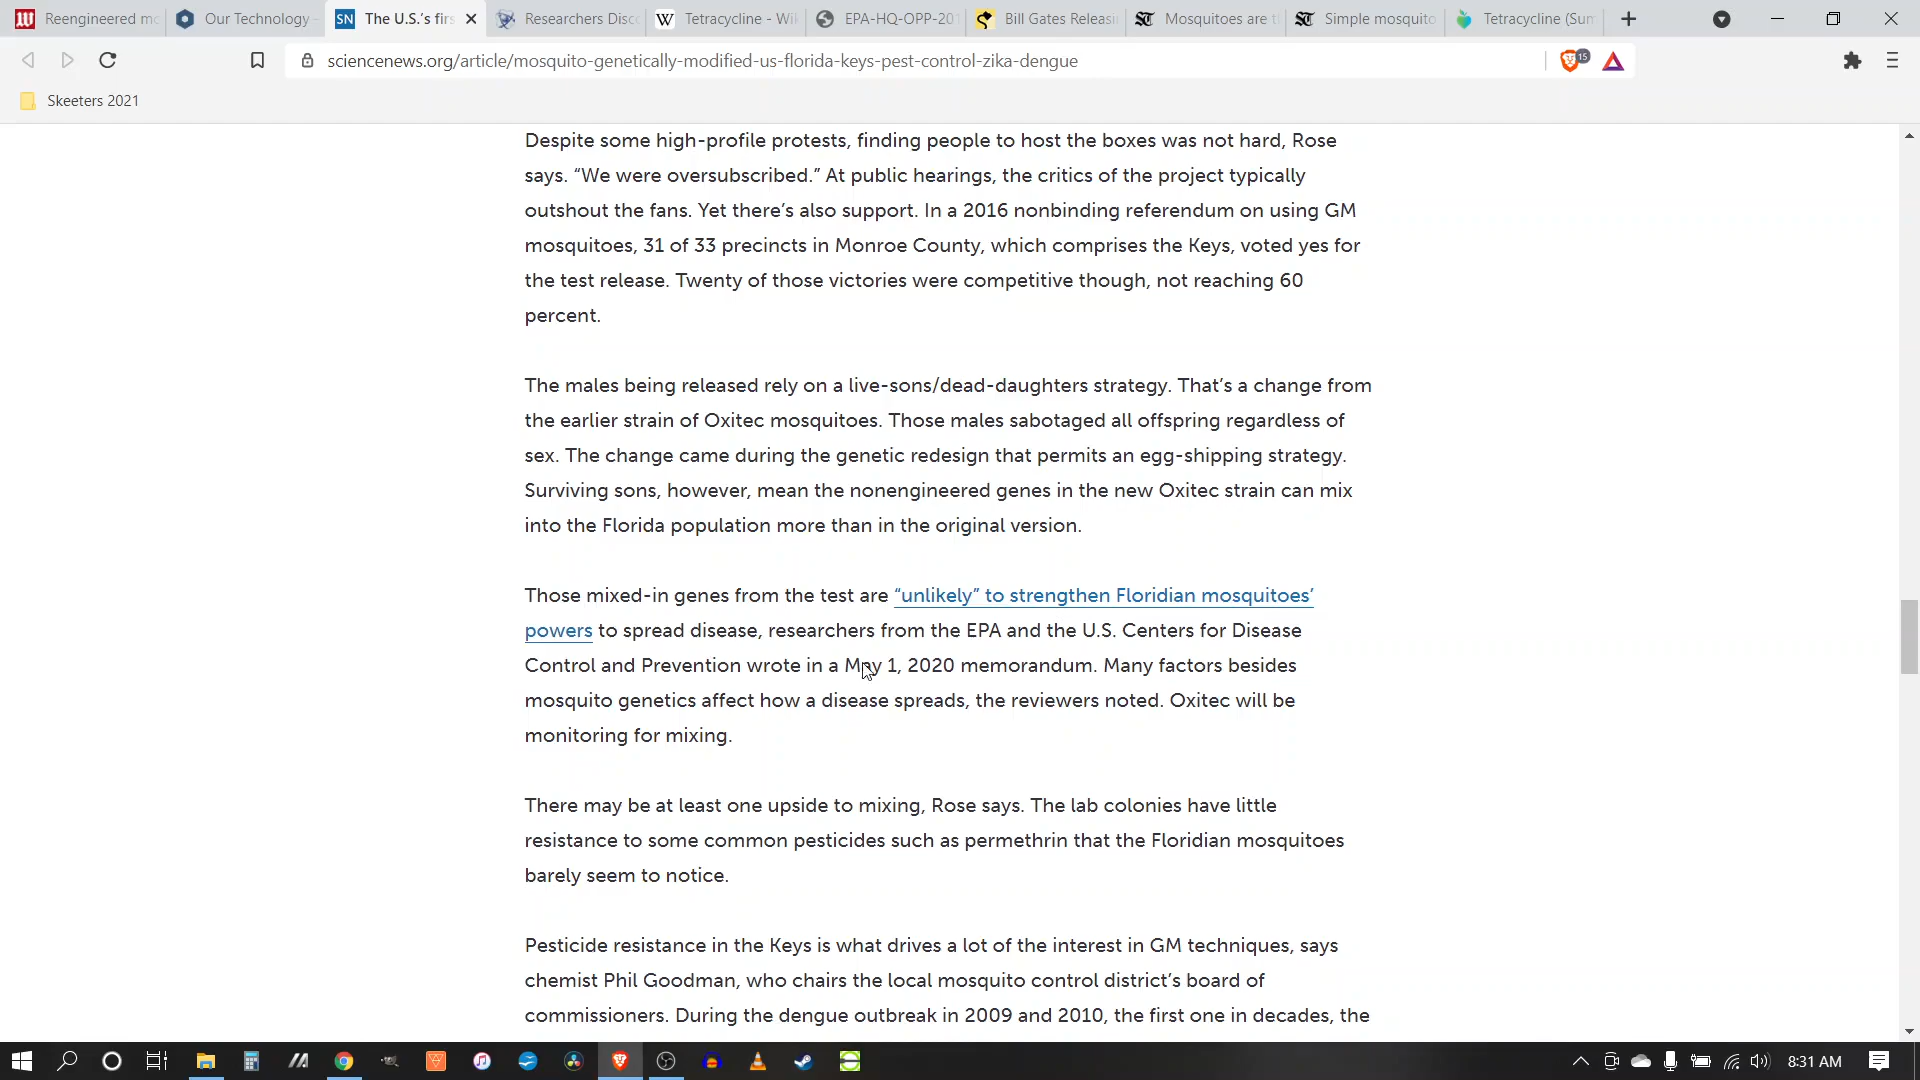 Reengineered mo
Our Technology -
The U.S.'s firs
Researchers Disc
Tetracycline - Wik
EPA-HQ-OPP-201
Bill Gates Releasi
Mosquitoes are th
Simple mosquito
Tetracycline (Sum
sciencenews.org/article/mosquito-genetically-modified-us-florida-keys-pest-control-zika-dengue
15
Skeeters 2021
Despite some high-profile protests, finding people to host the boxes was not hard, Rose
says. “We were oversubscribed.” At public hearings, the critics of the project typically
outshout the fans. Yet there’s also support. In a 2016 nonbinding referendum on using GM
mosquitoes, 31 of 33 precincts in Monroe County, which comprises the Keys, voted yes for
the test release. Twenty of those victories were competitive though, not reaching 60
percent.
The males being released rely on a live-sons/dead-daughters strategy. That’s a change from
the earlier strain of Oxitec mosquitoes. Those males sabotaged all offspring regardless of
sex. The change came during the genetic redesign that permits an egg-shipping strategy.
Surviving sons, however, mean the nonengineered genes in the new Oxitec strain can mix
into the Florida population more than in the original version.
Those mixed-in genes from the test are “unlikely” to strengthen Floridian mosquitoes’
powers to spread disease, researchers from the EPA and the U.S. Centers for Disease
Control and Prevention wrote in a May 1, 2020 memorandum. Many factors besides
mosquito genetics affect how a disease spreads, the reviewers noted. Oxitec will be
monitoring for mixing.
There may be at least one upside to mixing, Rose says. The lab colonies have little
resistance to some common pesticides such as permethrin that the Floridian mosquitoes
barely seem to notice.
Pesticide resistance in the Keys is what drives a lot of the interest in GM techniques, says
chemist Phil Goodman, who chairs the local mosquito control district’s board of
commissioners. During the dengue outbreak in 2009 and 2010, the first one in decades, the
8:31 AM